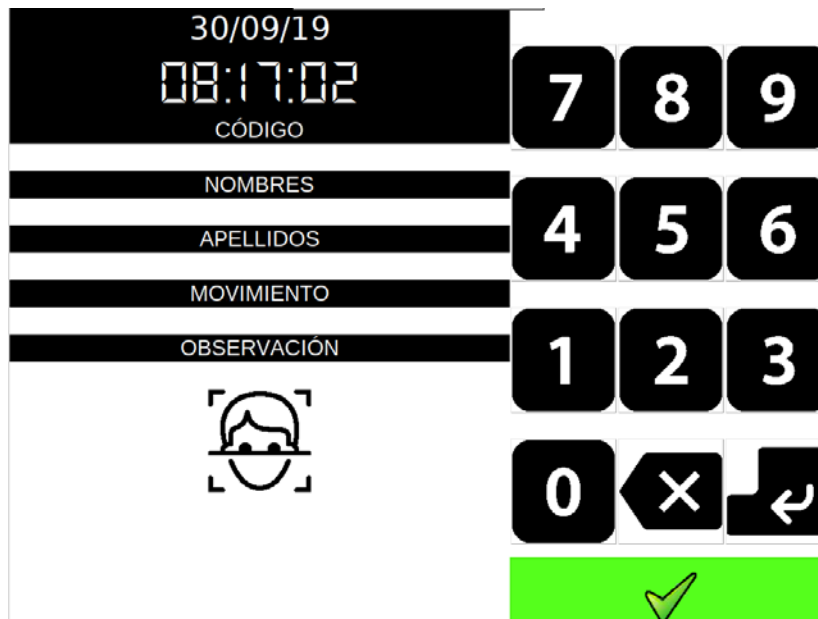 30/09/19
08:17:02
CÓDIGO
NOMBRES
APELLIDOS
MOVIMIENTO
OBSERVACIÓN
7 8 9
4 5 6
1 2 3
0